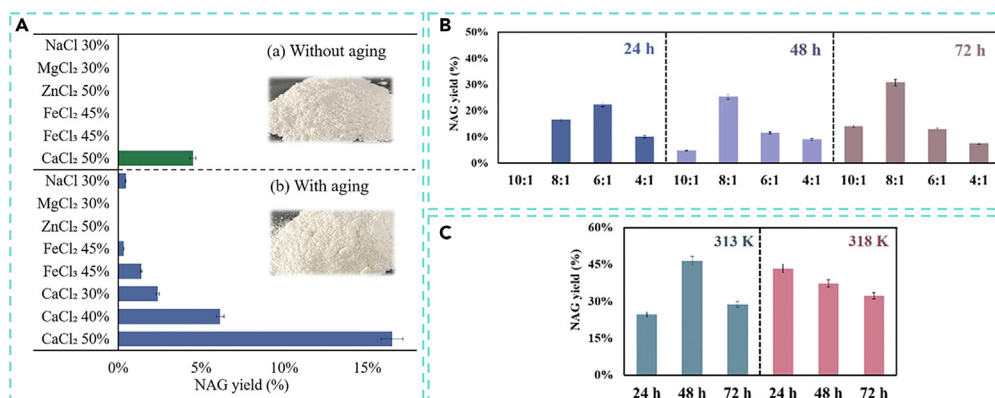 A
NaCl 30%
MgCl₂ 30%
ZnCl₂ 50%
FeCl₂ 45%
FeCl₃ 45%
CaCl₂ 50%
(a) Without aging
NaCl 30%
MgCl₂ 30%
ZnCl₂ 50%
FeCl₂ 45%
FeCl₃ 45%
CaCl₂ 30%
CaCl₂ 40%
CaCl₂ 50%
(b) With aging
0% 5% 10% 15%
NAG yield (%)
B
NAG yield (%)
50%
40%
30%
20%
10%
0%
24 h 48 h 72 h
10:1 8:1 6:1 4:1 10:1 8:1 6:1 4:1 10:1 8:1 6:1 4:1
C
NAG yield (%)
60%
45%
30%
15%
0%
313 K 318 K
24 h 48 h 72 h 24 h 48 h 72 h